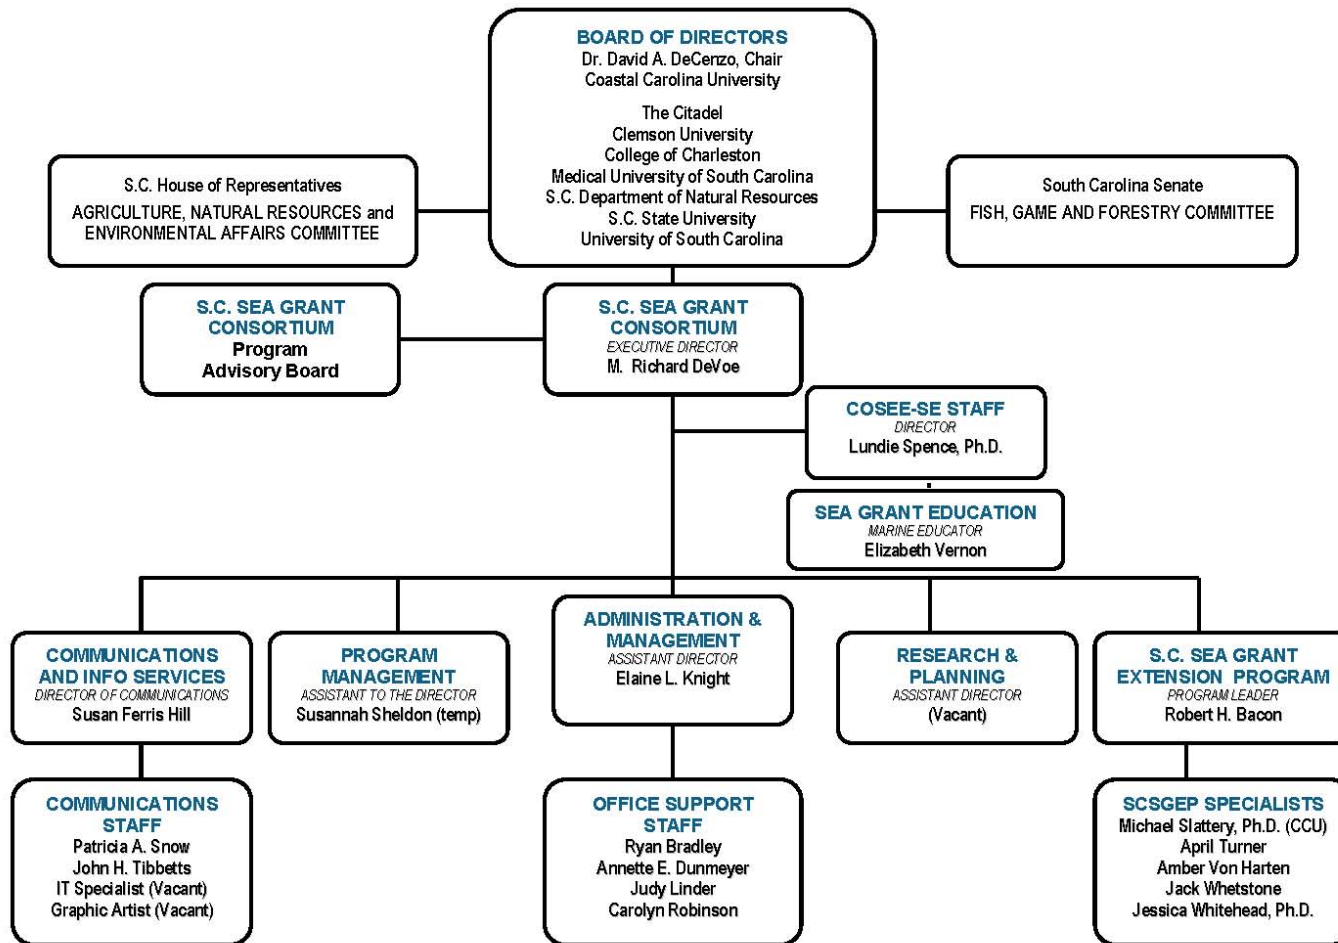 BOARD OF DIRECTORS
Dr. David A. DeCenzo, Chair
Coastal Carolina University
The Citadel
Clemson University
College of Charleston
Medical University of South Carolina
S.C. Department of Natural Resources
S.C. State University
University of South Carolina
S.C. House of Representatives
AGRICULTURE, NATURAL RESOURCES and
ENVIRONMENTAL AFFAIRS COMMITTEE
South Carolina Senate
FISH, GAME AND FORESTRY COMMITTEE
S.C. SEA GRANT
CONSORTIUM
Program
Advisory Board
S.C. SEA GRANT
CONSORTIUM
EXECUTIVE DIRECTOR
M. Richard DeVoe
COSEE-SE STAFF
DIRECTOR
Lundie Spence, Ph.D.
SEA GRANT EDUCATION
MARINE EDUCATOR
Elizabeth Vernon
COMMUNICATIONS
AND INFO SERVICES
DIRECTOR OF COMMUNICATIONS
Susan Ferris Hill
PROGRAM
MANAGEMENT
ASSISTANT TO THE DIRECTOR
Susannah Sheldon (temp)
ADMINISTRATION &
MANAGEMENT
ASSISTANT DIRECTOR
Elaine L. Knight
RESEARCH &
PLANNING
ASSISTANT DIRECTOR
(Vacant)
S.C. SEA GRANT
EXTENSION PROGRAM
PROGRAM LEADER
Robert H. Bacon
COMMUNICATIONS
STAFF
Patricia A. Snow
John H. Tibbetts
IT Specialist (Vacant)
Graphic Artist (Vacant)
OFFICE SUPPORT
STAFF
Ryan Bradley
Annette E. Dunmeyer
Judy Linder
Carolyn Robinson
SCSGEP SPECIALISTS
Michael Slattery, Ph.D. (CCU)
April Turner
Amber Von Harten
Jack Whetstone
Jessica Whitehead, Ph.D.